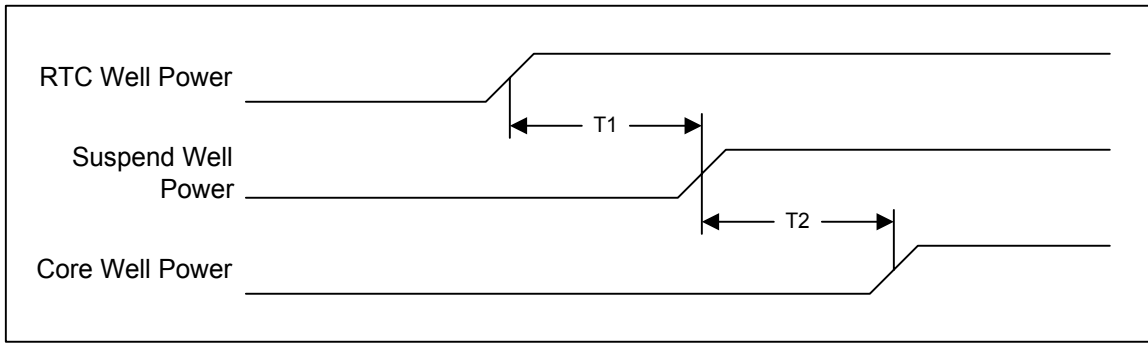 RTC Well Power
T1
Suspend Well
Power
T2
Core Well Power